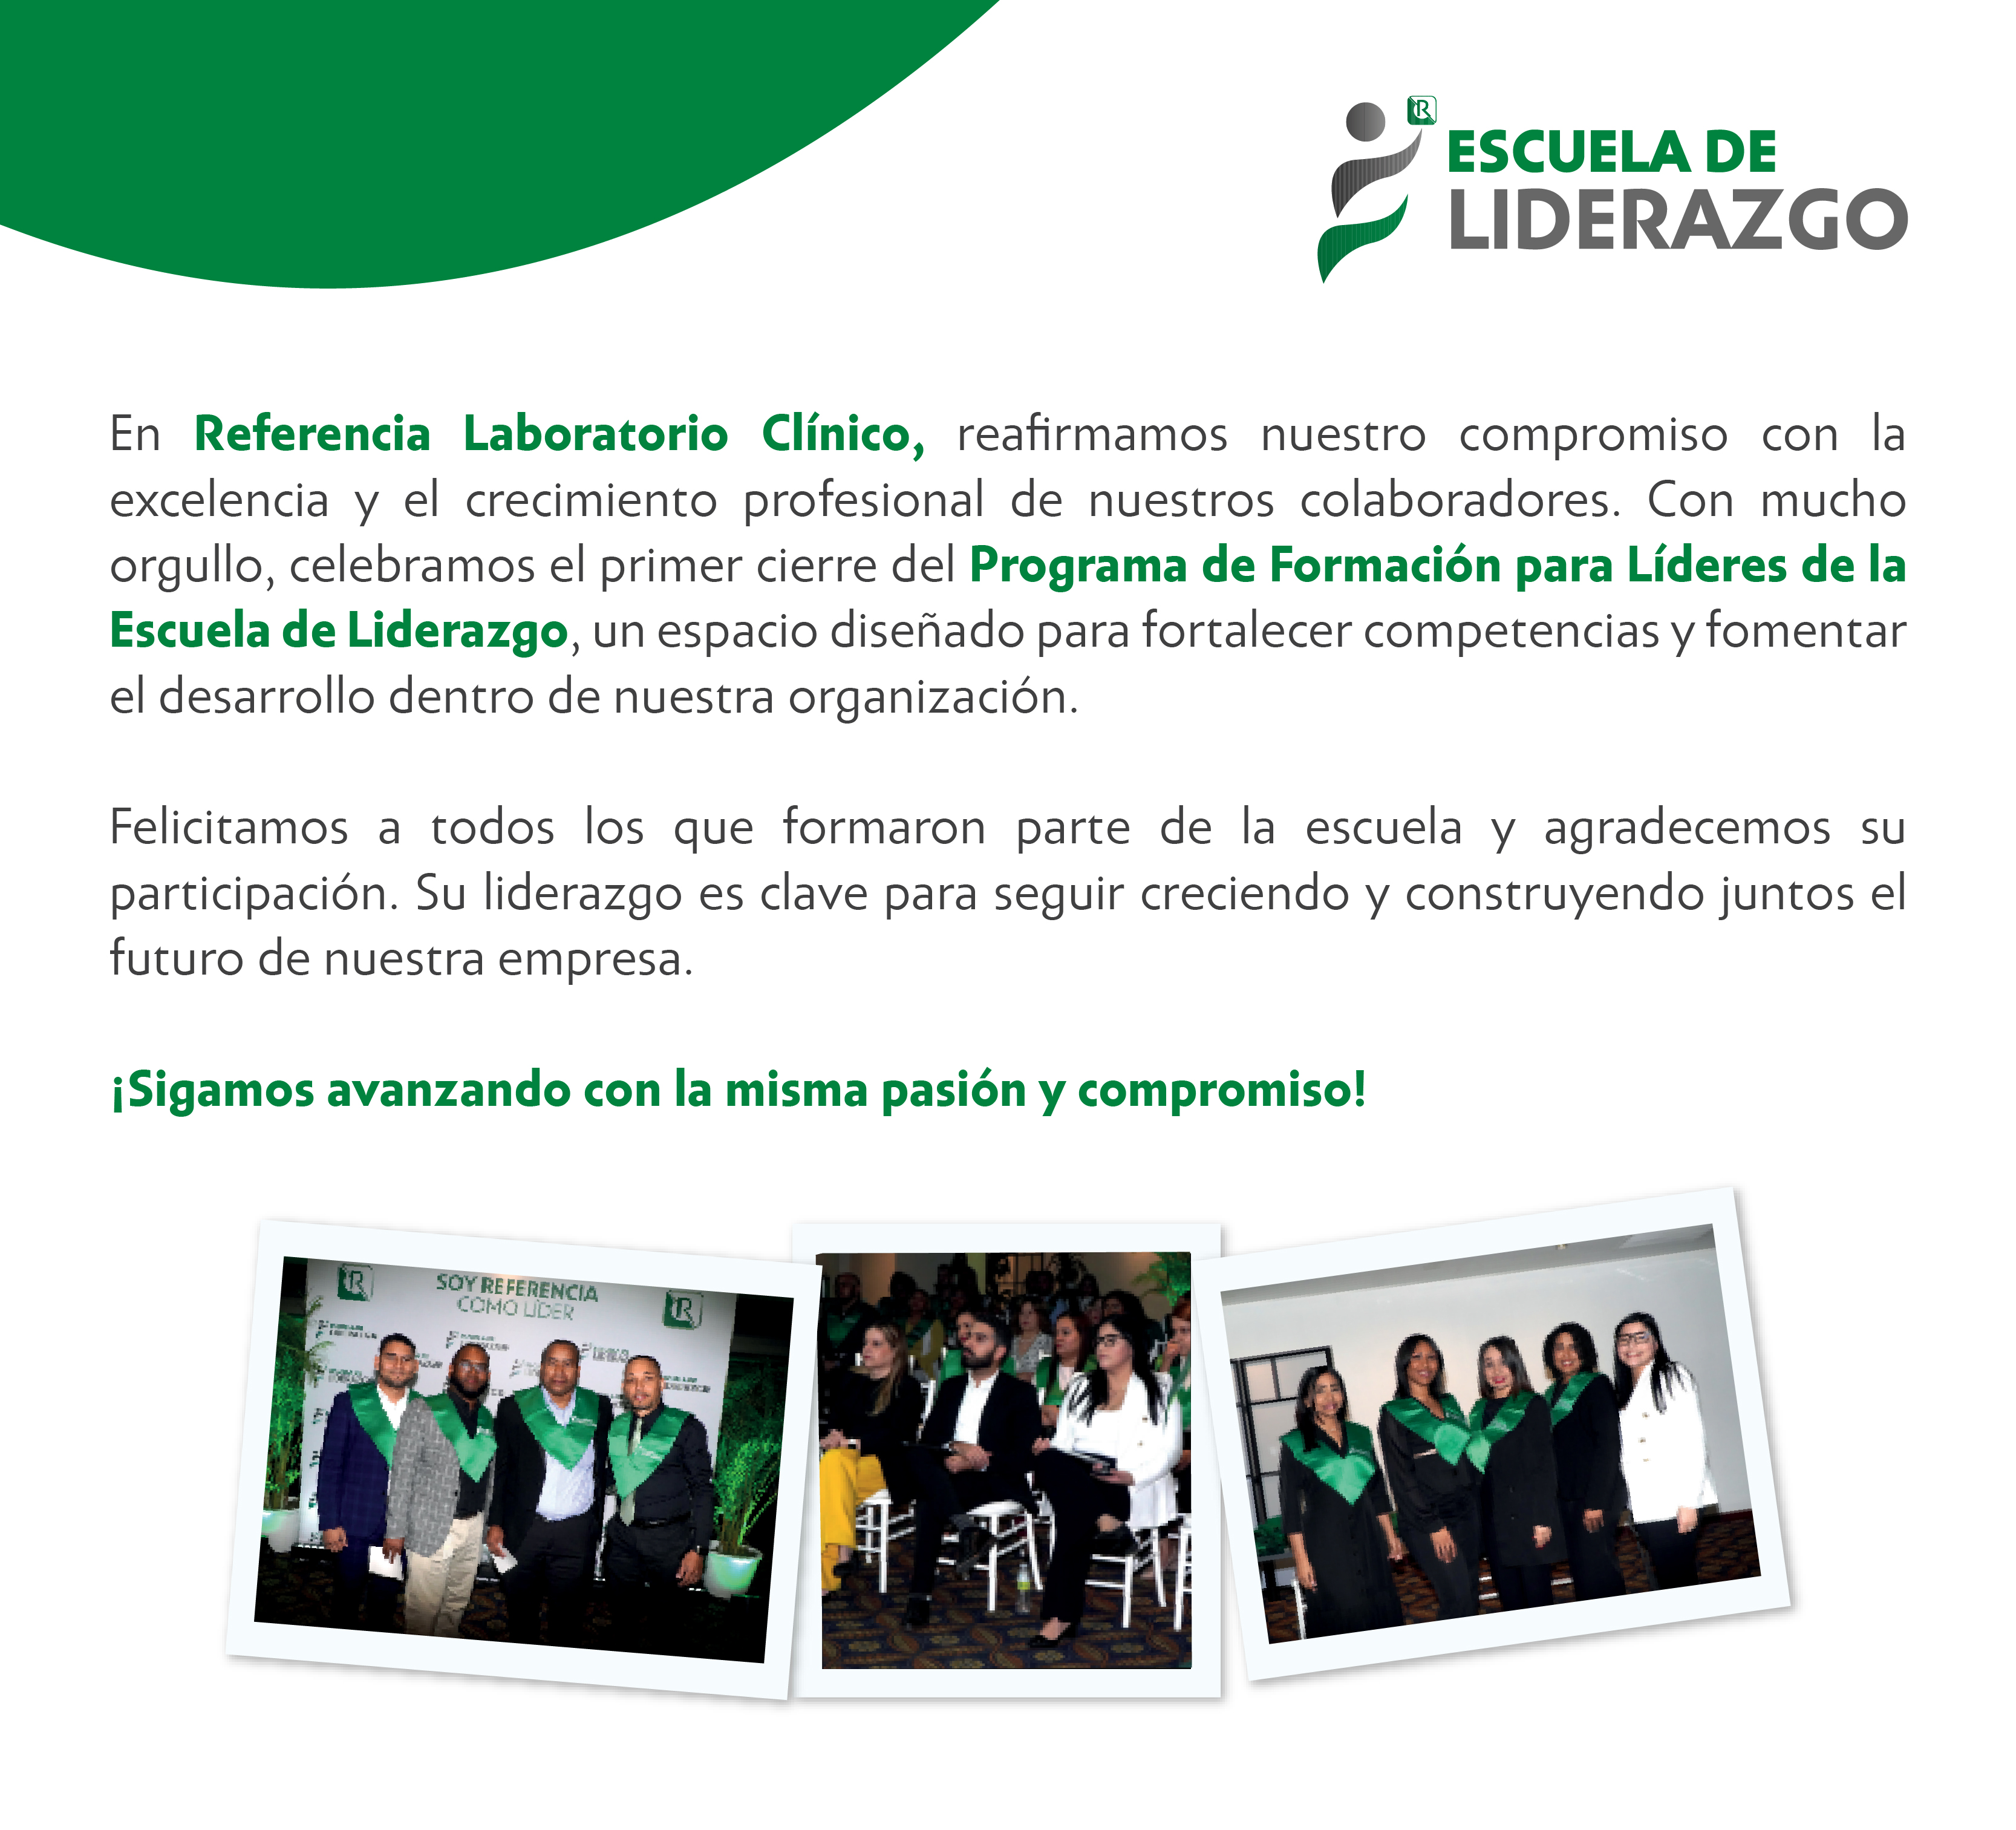 R
ESCUELA DE
LIDERAZGO
En Referencia Laboratorio Clínico, reafirmamos nuestro compromiso con la
excelencia y el crecimiento profesional de nuestros colaboradores. Con mucho
orgullo, celebramos el primer cierre del Programa de Formación para Líderes de la
Escuela de Liderazgo, un espacio diseñado para fortalecer competencias y fomentar
el desarrollo dentro de nuestra organización.
Felicitamos a todos los que formaron parte de la escuela y agradecemos su
participación. Su liderazgo es clave para seguir creciendo y construyendo juntos el
futuro de nuestra empresa.
¡Sigamos avanzando con la misma pasión y compromiso!
R
SOY REFERENCIA
COMO LÍDER
R